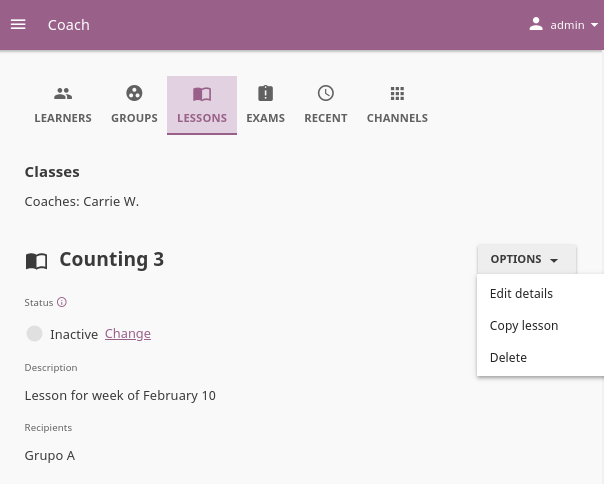 Coach
admin
LEARNERS GROUPS LESSONS EXAMS RECENT CHANNELS
Classes
Coaches: Carrie W.
Counting 3
OPTIONS
Edit details
Copy lesson
Delete
Status
Inactive Change
Description
Lesson for week of February 10
Recipients
Grupo A